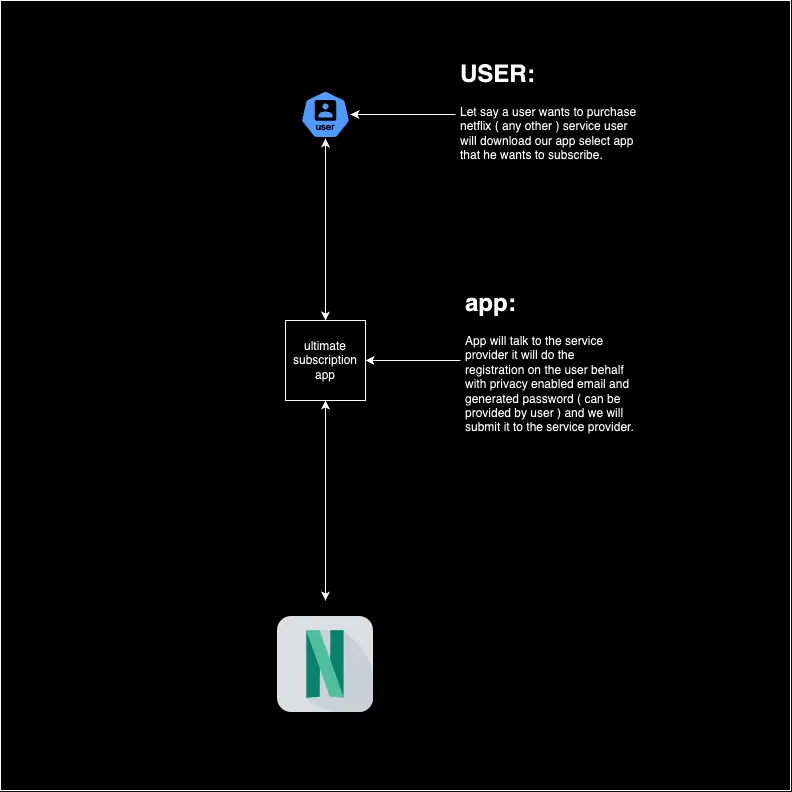 USER:
user
Let say a user wants to purchase
netflix ( any other ) service user
will download our app select app
that he wants to subscribe.
app:
ultimate
subscription
app
App will talk to the service
provider it will do the
registration on the user behalf
with privacy enabled email and
generated password ( can be
provided by user ) and we will
submit it to the service provider.
N